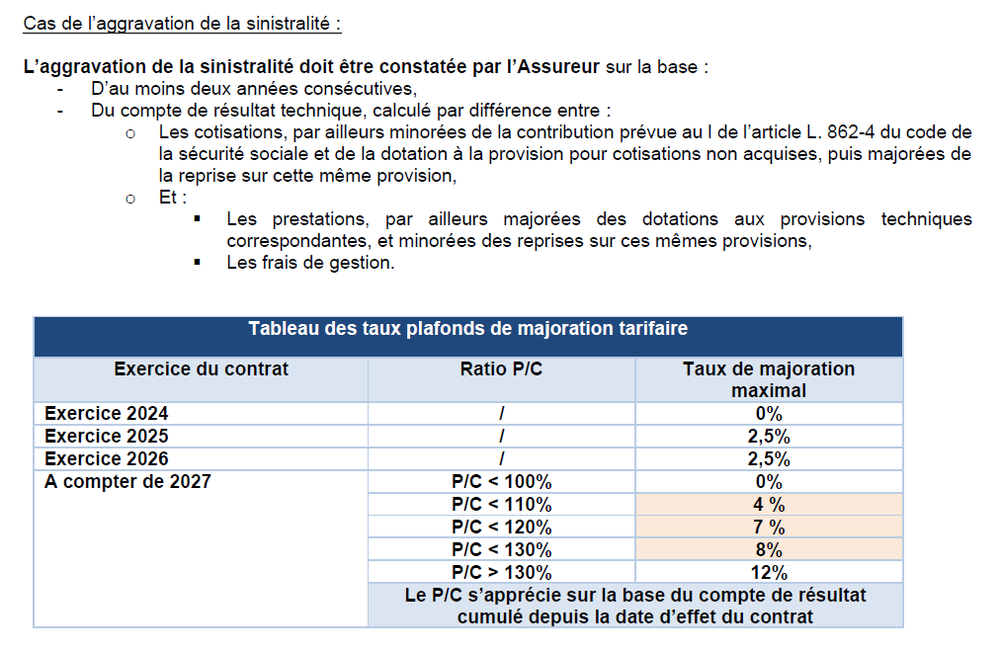 Cas de l’aggravation de la sinistralité :
L’aggravation de la sinistralité doit être constatée par l’Assureur sur la base :
- D’au moins deux années consécutives,
- Du compte de résultat technique, calculé par différence entre :
o Les cotisations, par ailleurs minorées de la contribution prévue au I de l’article L. 862-4 du code de
la sécurité sociale et de la dotation à la provision pour cotisations non acquises, puis majorées de
la reprise sur cette même provision,
o Et :
▪ Les prestations, par ailleurs majorées des dotations aux provisions techniques
correspondantes, et minorées des reprises sur ces mêmes provisions,
▪ Les frais de gestion.
Tableau des taux plafonds de majoration tarifaire
Exercice du contrat Ratio P/C Taux de majoration
maximal
Exercice 2024 / 0%
Exercice 2025 / 2,5%
Exercice 2026 / 2,5%
A compter de 2027 P/C < 100% 0%
P/C < 110% 4 %
P/C < 120% 7 %
P/C < 130% 8%
P/C > 130% 12%
Le P/C s’apprécie sur la base du compte de résultat
cumulé depuis la date d’effet du contrat